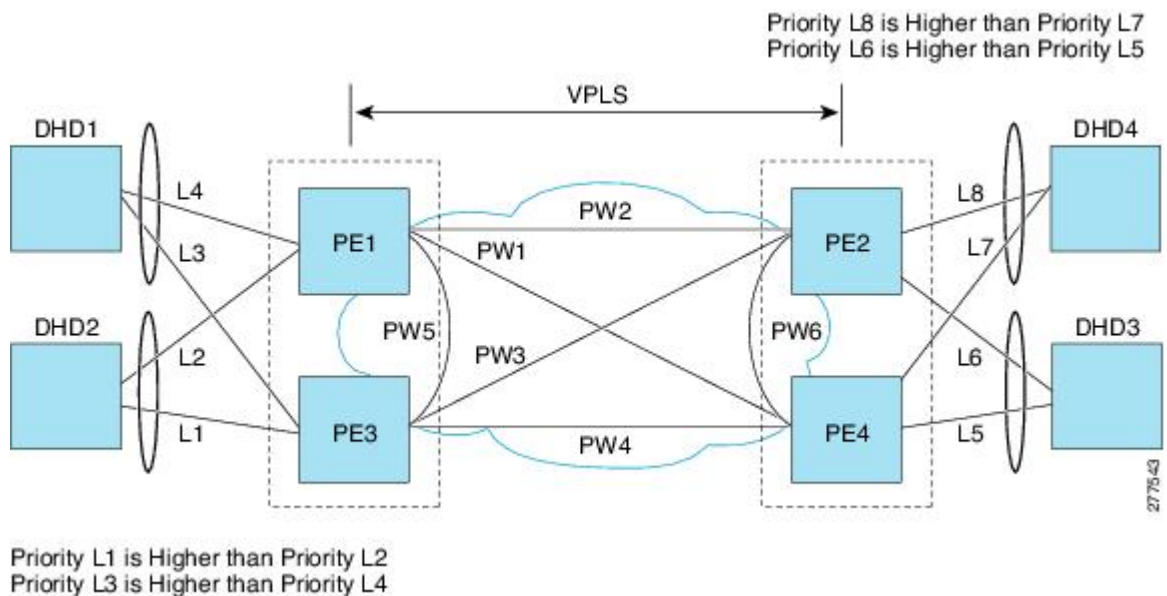 Priority L8 is Higher than Priority L7
Priority L6 is Higher than Priority L5
VPLS
DHD1
DHD4
L4
L8
PW2
PE1
PE2
L3
PW1
L7
DHD2
PW5
PW6
DHD3
L2
PW3
L6
L1
PE3
PW4
PE4
L5
277543
Priority L1 is Higher than Priority L2
Priority L3 is Higher than Priority L4